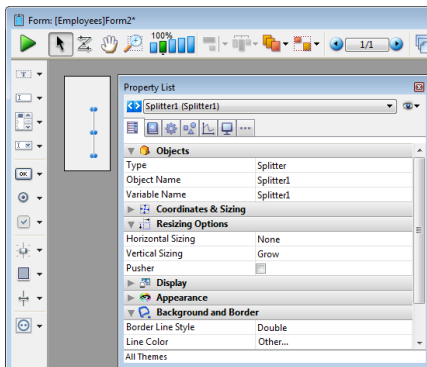 Form: [Employees]Form2*
100%
1/1
Property List
Splitter1 (Splitter1)
Objects
Type Splitter
Object Name Splitter1
Variable Name Splitter1
Coordinates & Sizing
Resizing Options
Horizontal Sizing None
Vertical Sizing Grow
Pusher
Display
Appearance
Background and Border
Border Line Style Double
Line Color Other...
All Themes
OK